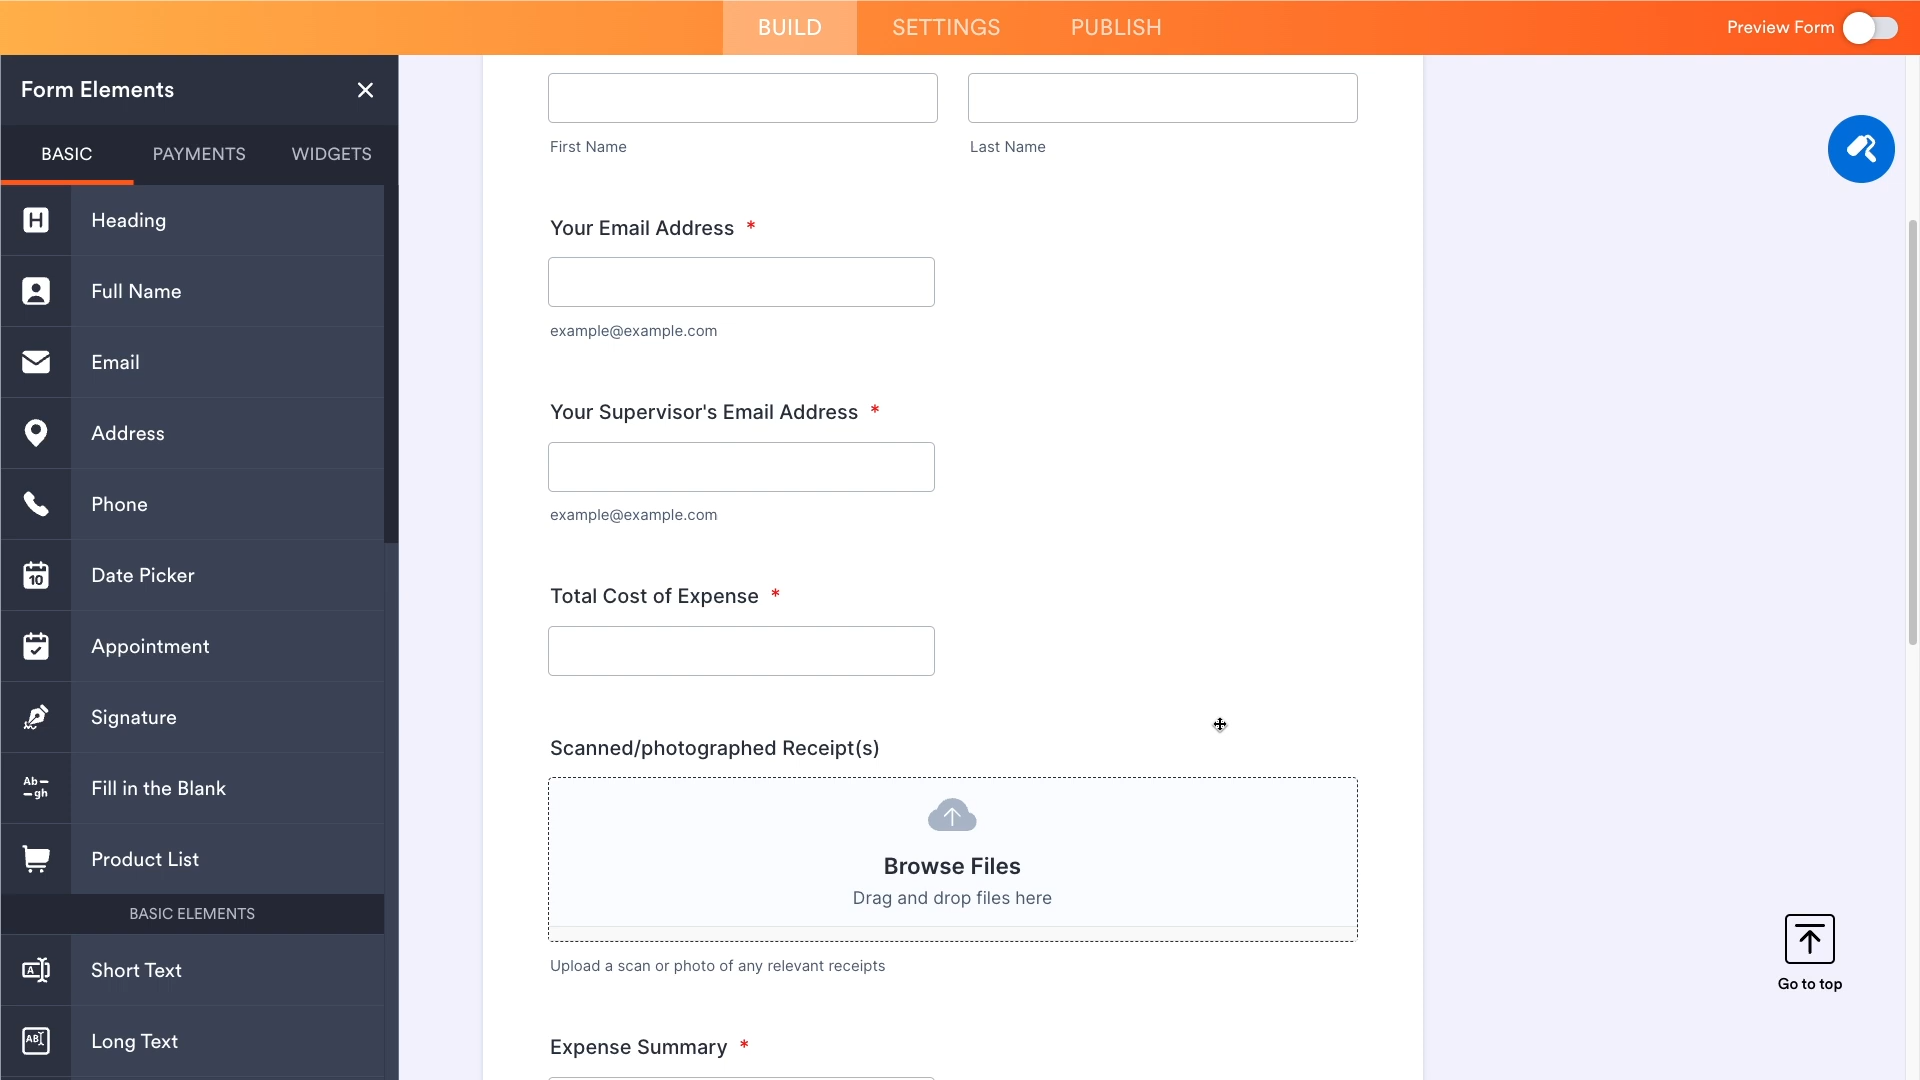 BUILD
SETTINGS
PUBLISH
Preview Form
Form Elements
BASIC
PAYMENTS
WIDGETS
H
Heading
Full Name
Email
Address
Phone
10
Date Picker
Appointment
Signature
Ab
gh
Fill in the Blank
Product List
BASIC ELEMENTS
A
Short Text
AB
Long Text
First Name
Last Name
Your Email Address *
example@example.com
Your Supervisor's Email Address *
example@example.com
Total Cost of Expense *
Scanned/photographed Receipt(s)
Browse Files
Drag and drop files here
Upload a scan or photo of any relevant receipts
Expense Summary *
Go to top